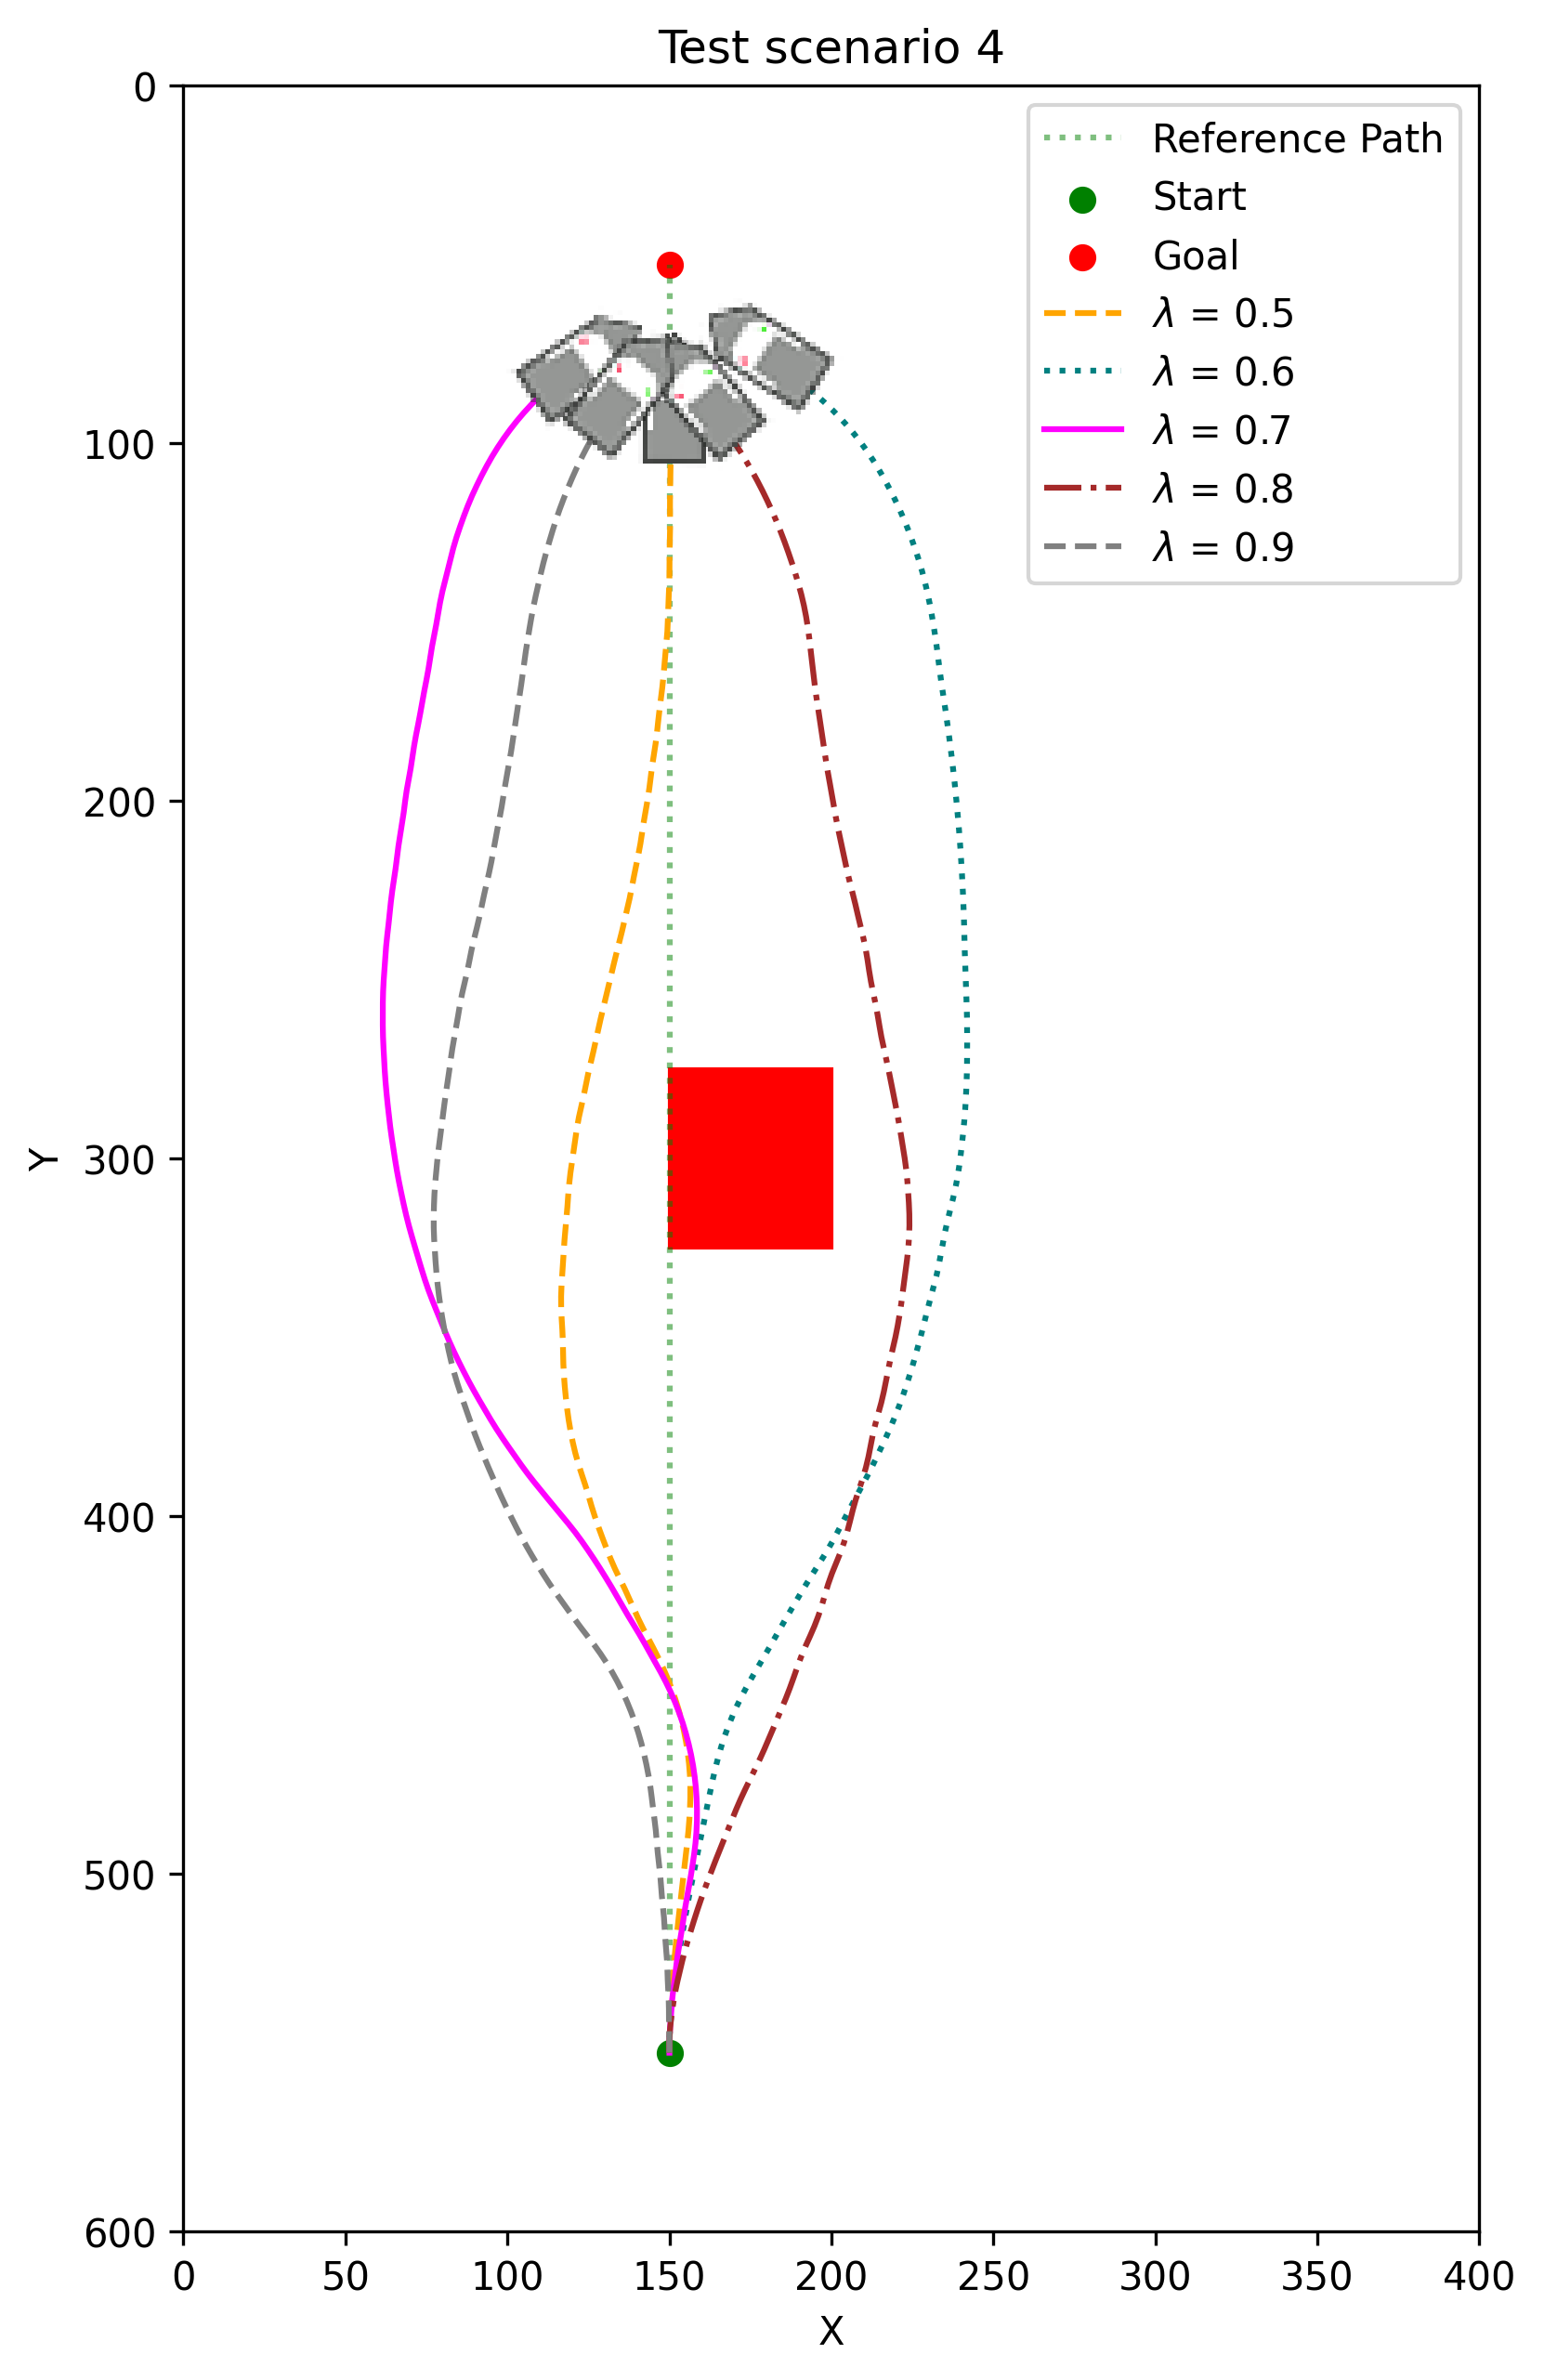 Test scenario 4
Reference Path
Start
Goal
λ = 0.5
λ = 0.6
λ = 0.7
λ = 0.8
λ = 0.9
0
100
200
300
400
500
600
Y
0 50 100 150 200 250 300 350 400
X